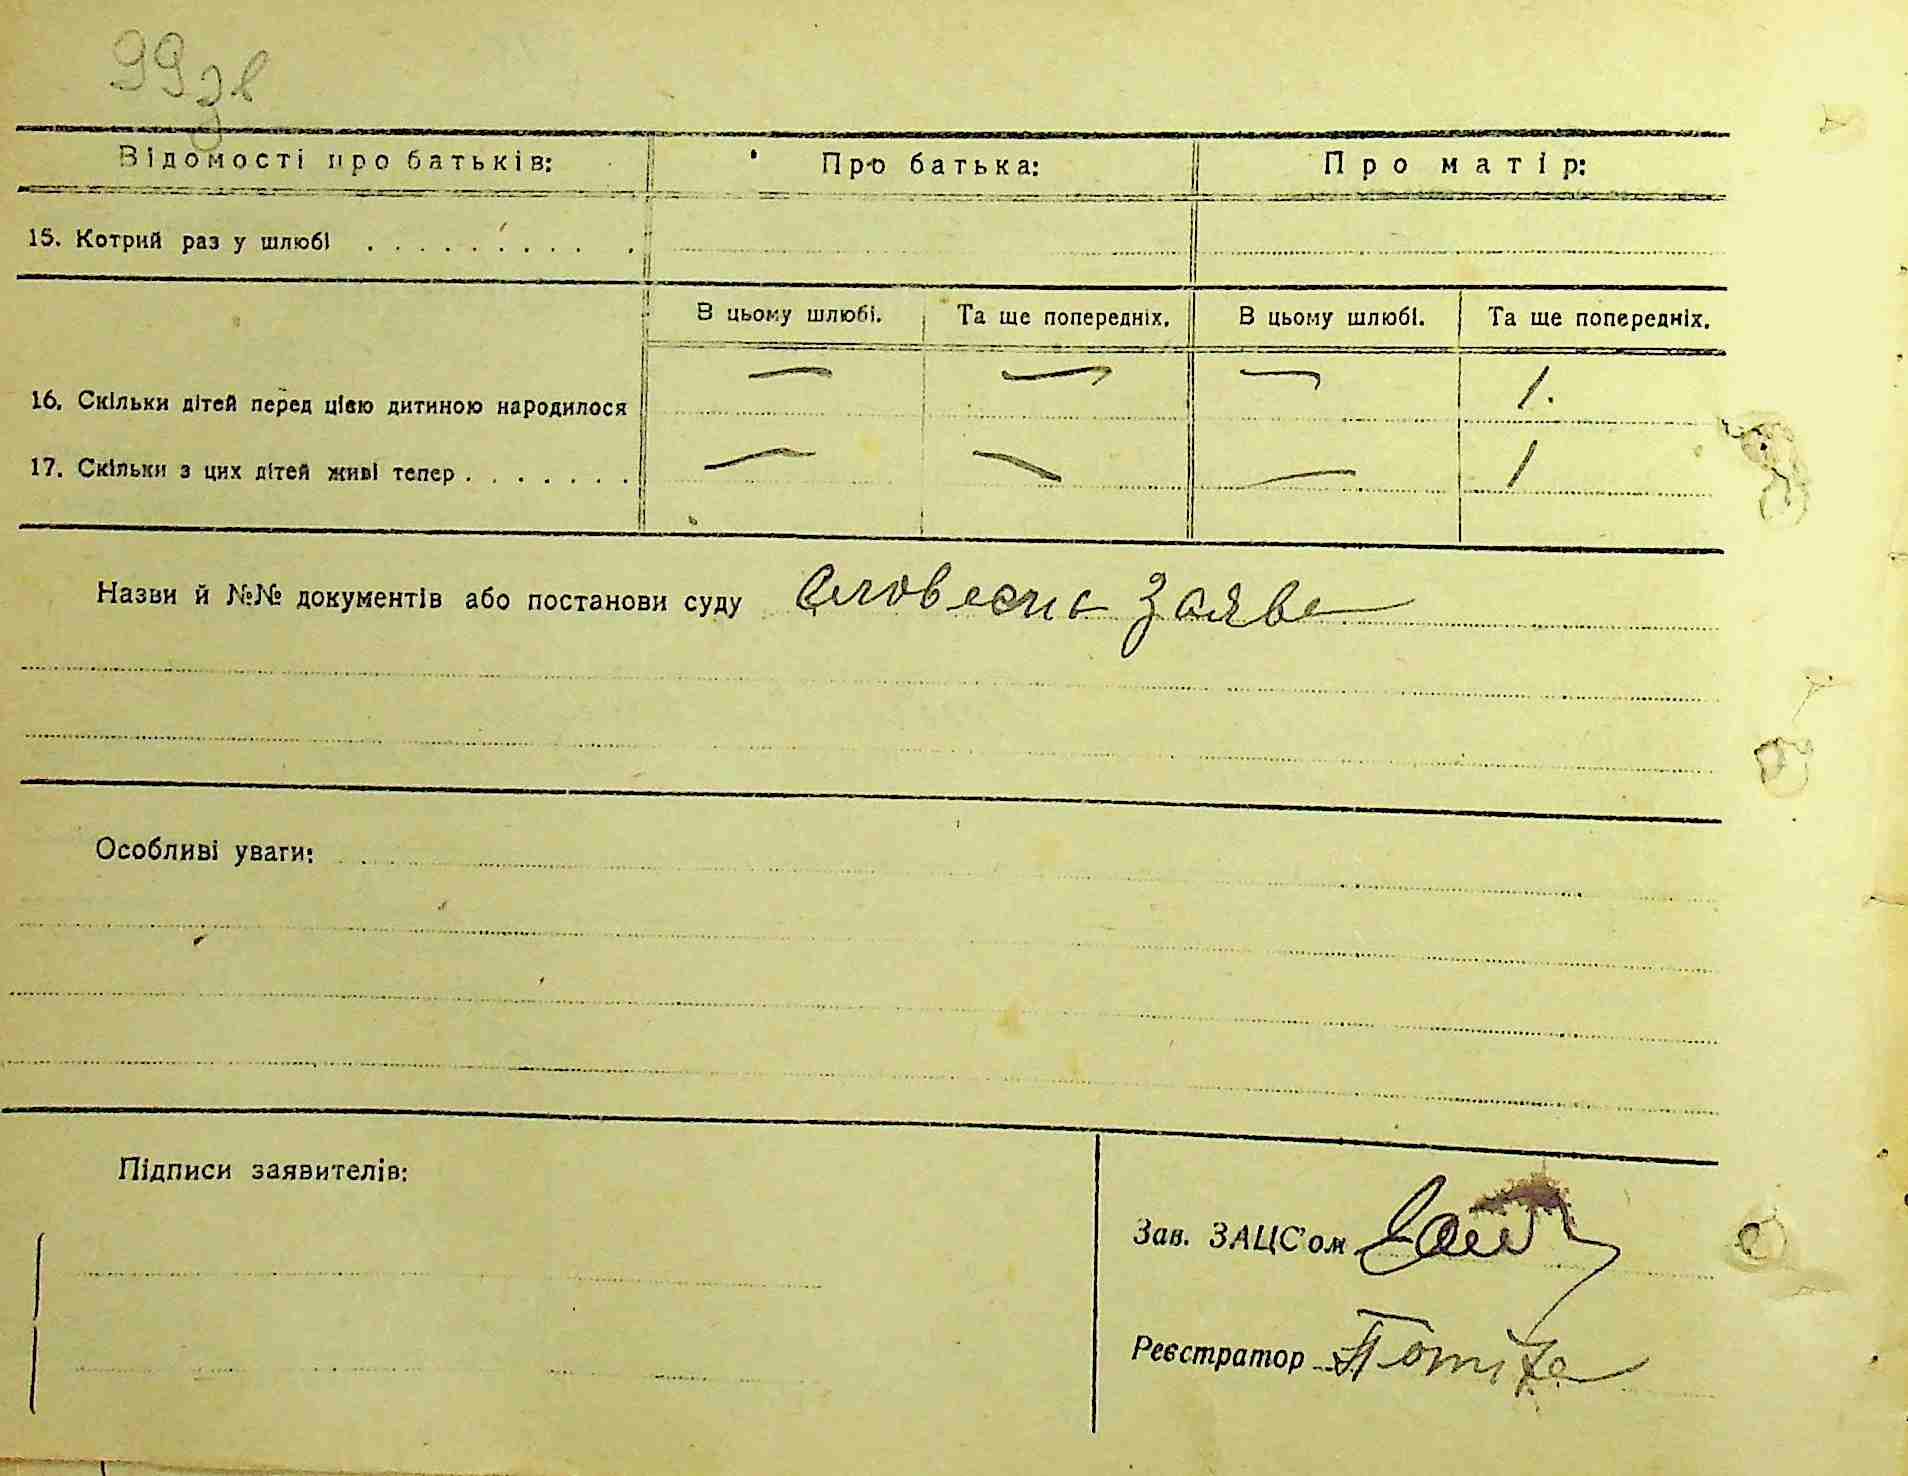 99зв
Відомості про батьків: Про батька: Про матір:
15. Котрий раз у шлюбі . . . . . . . . . .
В цьому шлюбі. Та ще попередніх. В цьому шлюбі. Та ще попередніх.
16. Скільки дітей перед цією дитиною народилося — — — 1.
17. Скільки з цих дітей живі тепер . . . . . . . — — — 1
Назви й №№ документів або постанови суду Словесна заява
Особливі уваги:
Підписи заявителів:
Зав. ЗАЦС'ом
Реєстратор